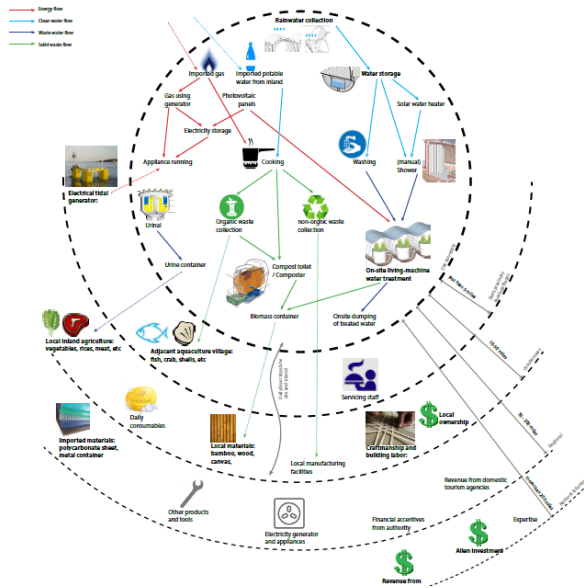 Energy flow
Clean water flow
Waste water flow
Solid waste flow
Rainwater collection
Imported gas
Imported potable
water from inland
Water storage
Gas using
generator
Photovoltaic
panels
Solar water heater
Electricity storage
Appliance running
Cooking
Washing
(manual)
Shower
Electrical tidal
generator:
Urinal
Organic waste
collection
non-orghic waste
collection
On-site living-machine
water treatment
Urine container
Compost toilet
/ Composter
Biomass container
Onsite dumping
of treated water
Local inland agriculture:
vegetables, rices, meat, etc
Adjacent aquaculture village:
fish, crab, shells, etc
Servicing staff
Daily
consumables
Imported materials:
polycarbonate sheet,
metal container
Local materials:
bamboo, wood,
canvas,
Local manufacturing
facilities
Craftmanship and
building labor:
Local
ownership
Other products
and tools
Electricity generator
and appliances
Revenue from domestic
tourism agencies
Financial accentives
from authority
Expertise
Alien investment
Revenue from